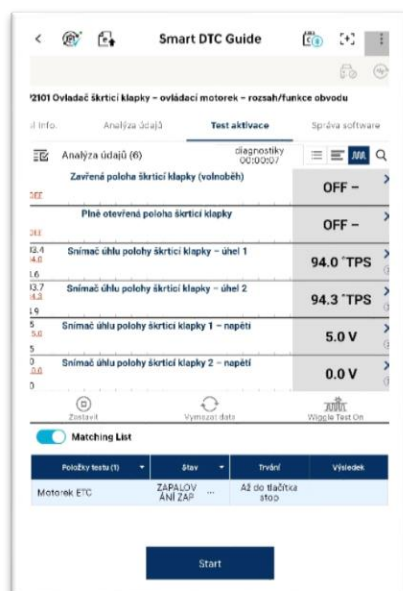 Smart DTC Guide
P2101 Ovladač škrticí klapky – ovládací motorek – rozsah/funkce obvodu
Info.
Analýza údajů
Test aktivace
Správa software
Analýza údajů (6)
diagnostiky
00:00:07
Zavřená poloha škrticí klapky (volnoběh)
OFF –
OFF
Plně otevřená poloha škrticí klapky
OFF –
OFF
Snímač úhlu polohy škrticí klapky – úhel 1
94.0 °TPS
Snímač úhlu polohy škrticí klapky – úhel 2
94.3 °TPS
Snímač úhlu polohy škrticí klapky 1 – napětí
5.0 V
Snímač úhlu polohy škrticí klapky 2 – napětí
0.0 V
Zastavit
Vymazat data
Wiggle Test On
Matching List
Položky testu (1)
Stav
Trvání
Výsledek
Motorek ETC
ZAPALOV
ÁNÍ ZAP
...
Až do tlačítka
stop
Start